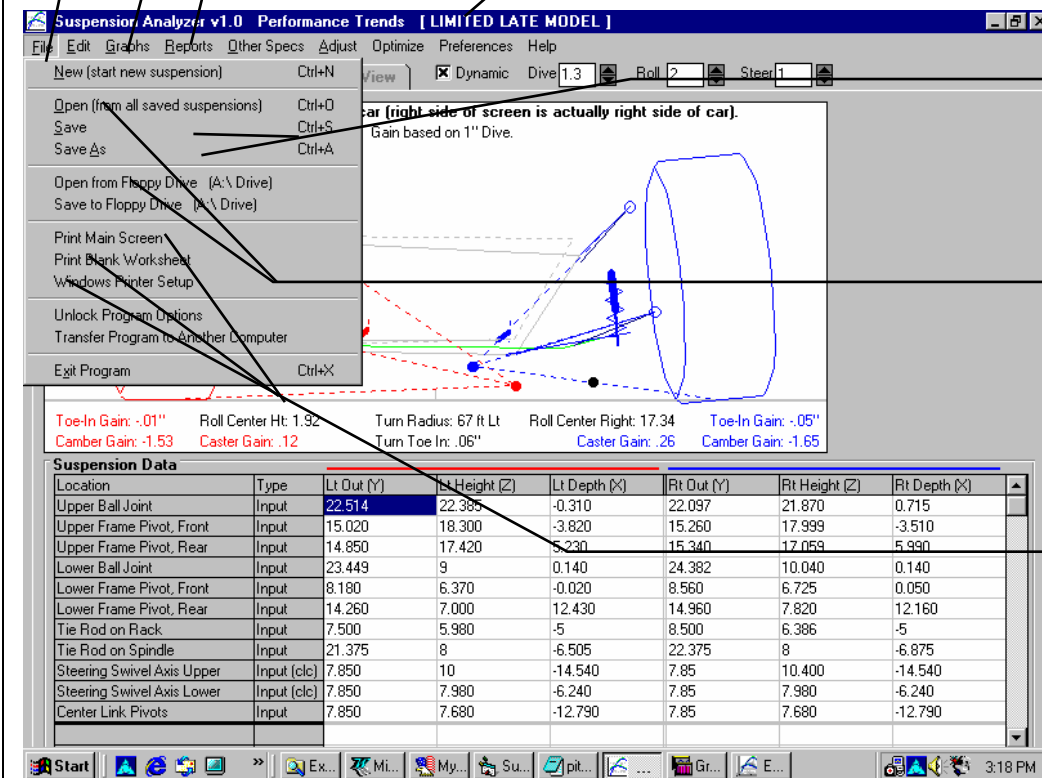 Suspension Analyzer v1.0 Performance Trends [ LIMITED LATE MODEL ]
File Edit Graphs Reports Other Specs Adjust Optimize Preferences Help
View Dynamic Dive 1.3 Roll 2 Steer 1
New (start new suspension) Ctrl+N
Open (from all saved suspensions) Ctrl+O
Save Ctrl+S
Save As Ctrl+A
Open from Floppy Drive (A:\ Drive)
Save to Floppy Drive (A:\ Drive)
Print Main Screen
Print Blank Worksheet
Windows Printer Setup
Unlock Program Options
Transfer Program to Another Computer
Exit Program Ctrl+X
car (right side of screen is actually right side of car).
Gain based on 1" Dive.
Toe-In Gain: -.01" Roll Center Ht: 1.92 Turn Radius: 67 ft Lt Roll Center Right: 17.34 Toe-In Gain: -.05"
Camber Gain: -1.53 Caster Gain: .12 Turn Toe In: .06" Caster Gain: .26 Camber Gain: -1.65
Suspension Data
Location Type Lt Out (Y) Lt Height (Z) Lt Depth (X) Rt Out (Y) Rt Height (Z) Rt Depth (X)
Upper Ball Joint Input 22.514 22.385 -0.310 22.097 21.870 0.715
Upper Frame Pivot, Front Input 15.020 18.300 -3.820 15.260 17.999 -3.510
Upper Frame Pivot, Rear Input 14.850 17.420 5.230 15.340 17.059 5.990
Lower Ball Joint Input 23.449 9 0.140 24.382 10.040 0.140
Lower Frame Pivot, Front Input 8.180 6.370 -0.020 8.560 6.725 0.050
Lower Frame Pivot, Rear Input 14.260 7.000 12.430 14.960 7.820 12.160
Tie Rod on Rack Input 7.500 5.980 -5 8.500 6.386 -5
Tie Rod on Spindle Input 21.375 8 -6.505 22.375 8 -6.875
Steering Swivel Axis Upper Input (clc) 7.850 10 -14.540 7.85 10.400 -14.540
Steering Swivel Axis Lower Input (clc) 7.850 7.980 -6.240 7.85 7.980 -6.240
Center Link Pivots Input 7.850 7.680 -12.790 7.85 7.680 -12.790
Start » Ex... Mi... My... Su... pit... ... Gr... E... 3:18 PM